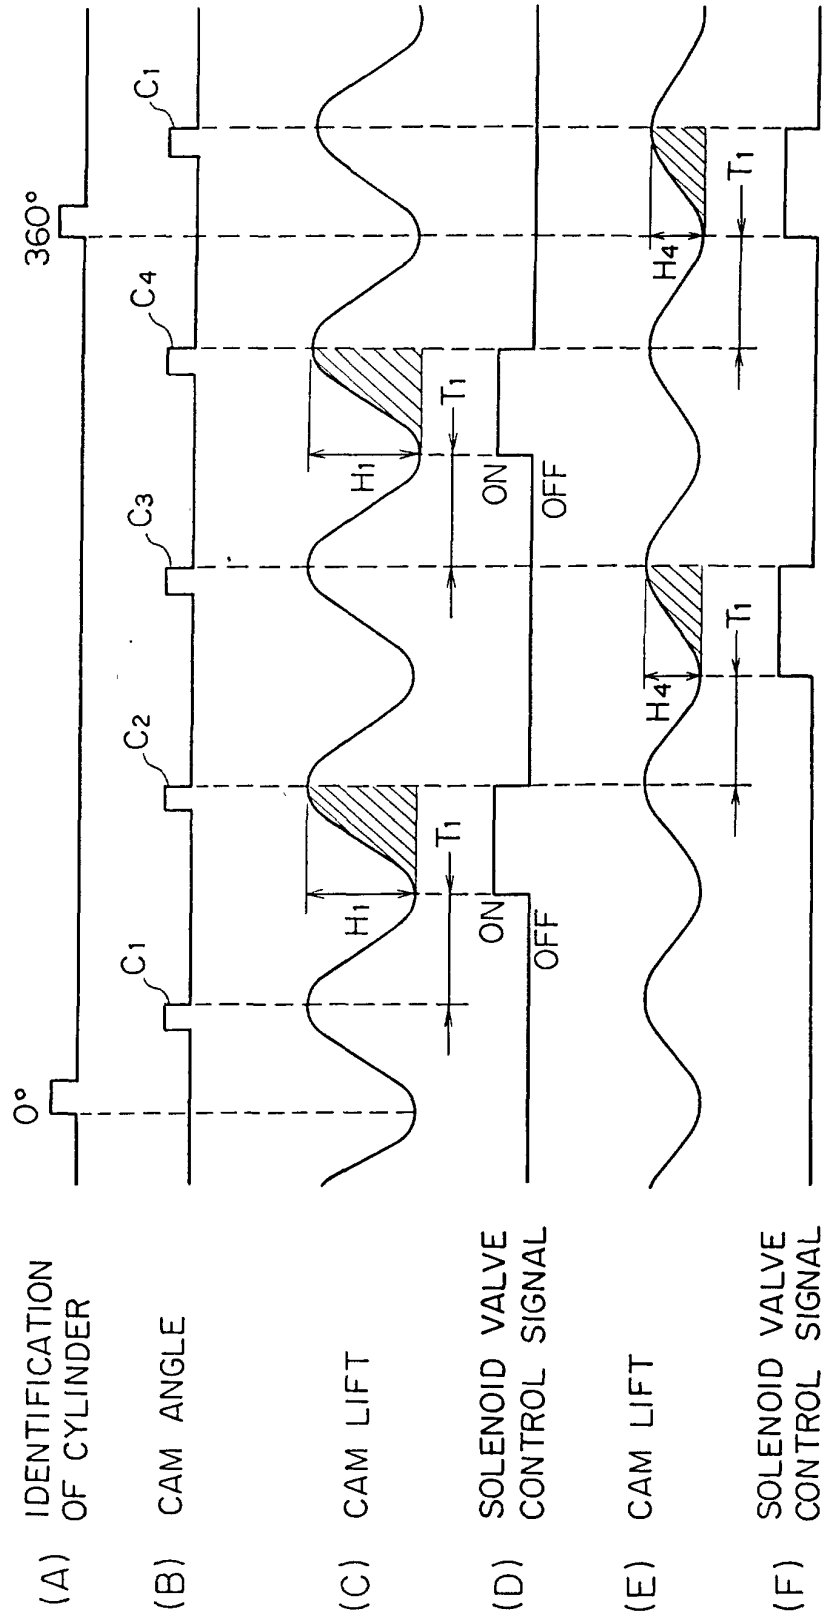 (A) IDENTIFICATION
OF CYLINDER
0°
360°
(B) CAM ANGLE
C1
C2
C3
C4
C1
(C) CAM LIFT
H1
T1
H1
T1
(D) SOLENOID VALVE
CONTROL SIGNAL
ON
OFF
ON
OFF
(E) CAM LIFT
H4
T1
H4
T1
(F) SOLENOID VALVE
CONTROL SIGNAL